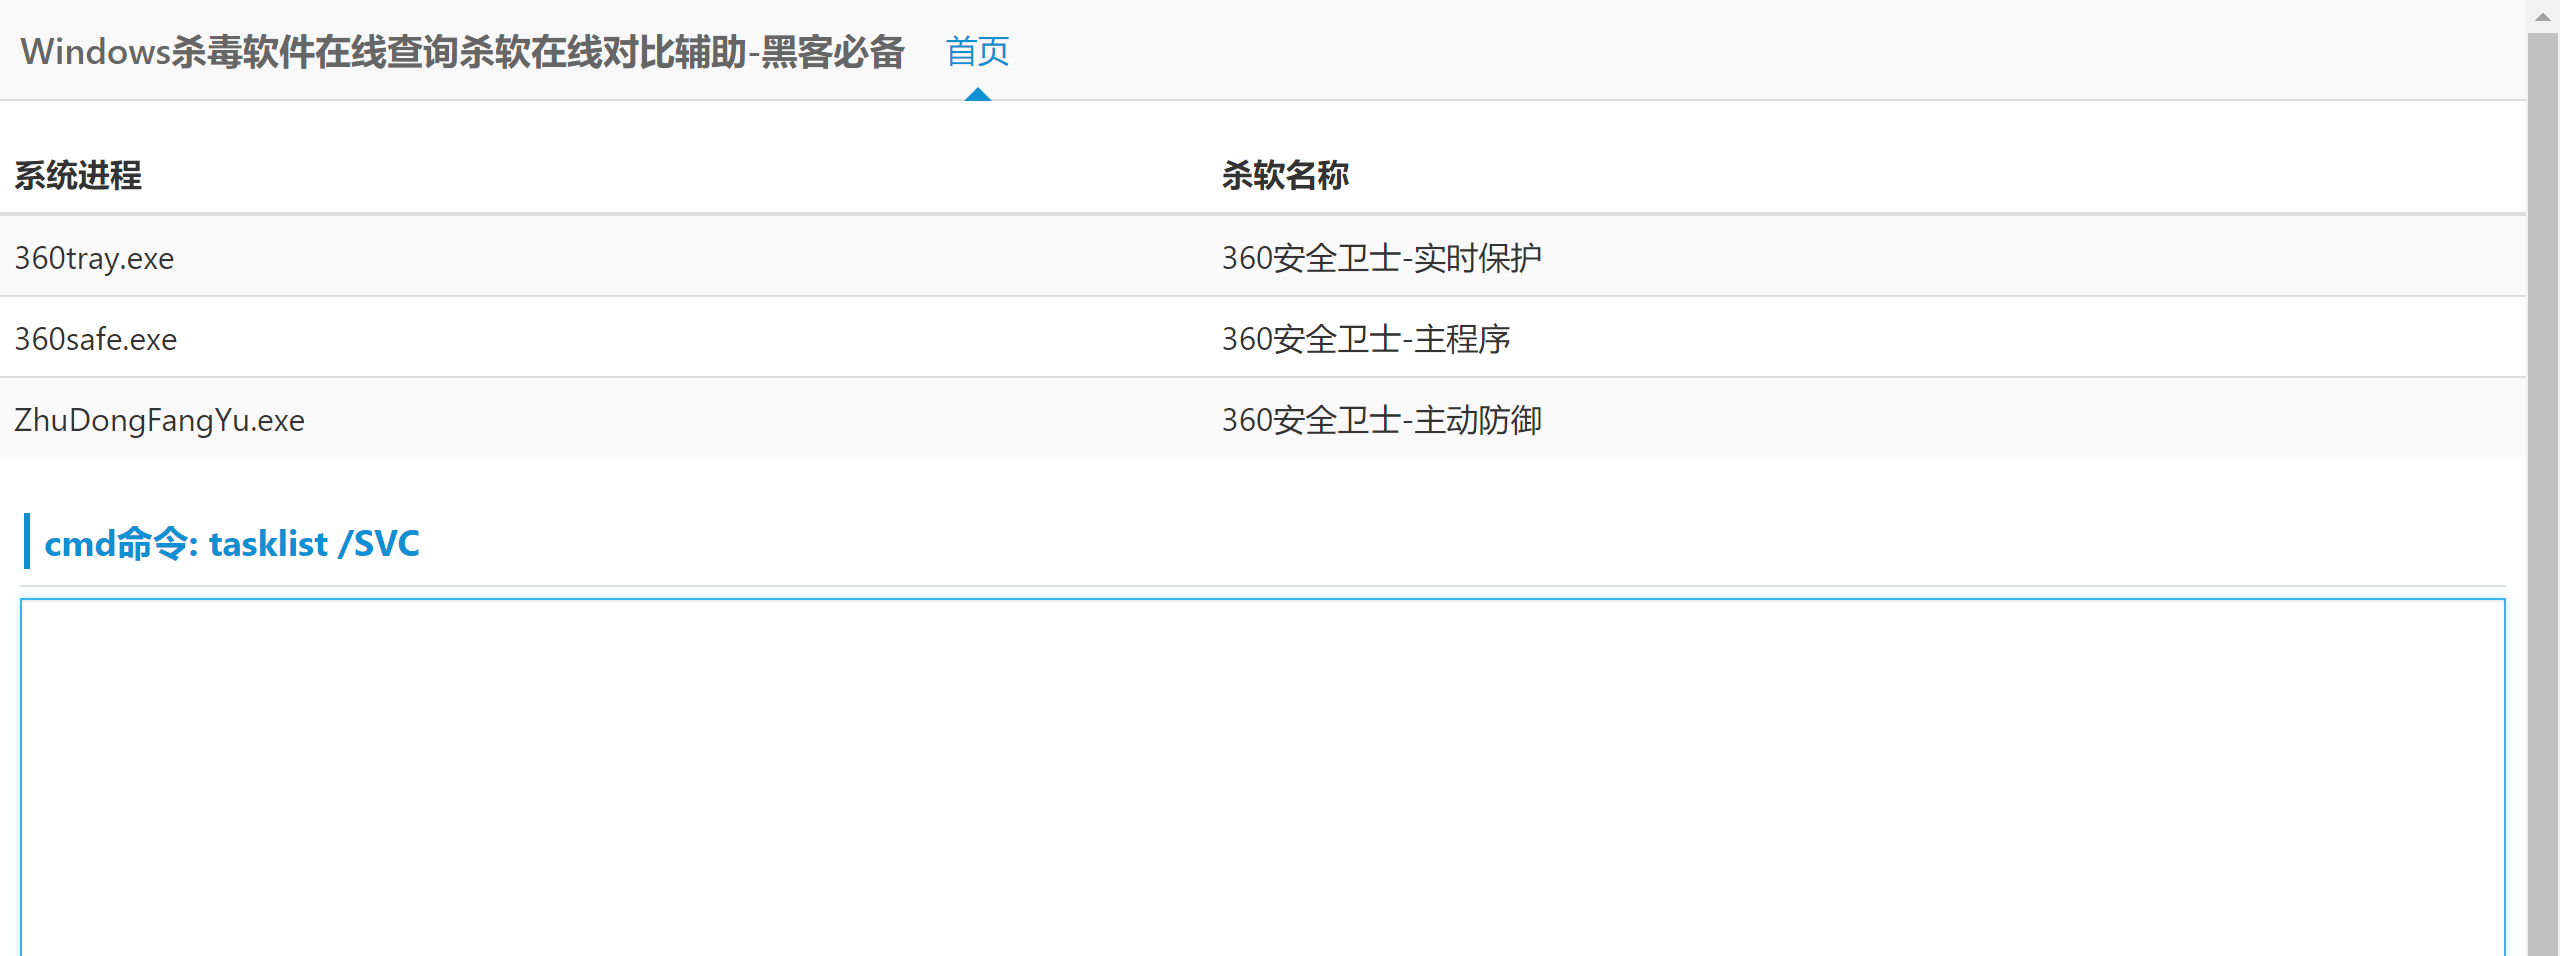 Windows杀毒软件在线查询杀软在线对比辅助-黑客必备 首页
系统进程 杀软名称
360tray.exe 360安全卫士-实时保护
360safe.exe 360安全卫士-主程序
ZhuDongFangYu.exe 360安全卫士-主动防御
cmd命令: tasklist /SVC